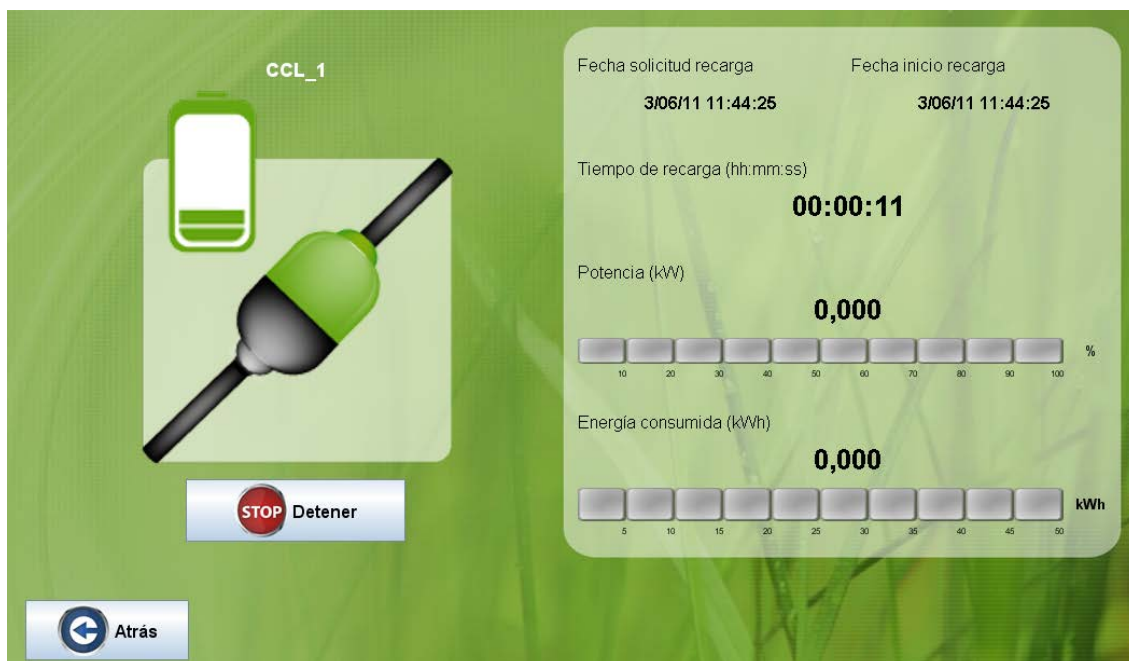 CCL_1
STOP Detener
Atrás
Fecha solicitud recarga Fecha inicio recarga
3/06/11 11:44:25 3/06/11 11:44:25
Tiempo de recarga (hh:mm:ss)
00:00:11
Potencia (kW)
0,000
%
10 20 30 40 50 60 70 80 90 100
Energía consumida (kWh)
0,000
kWh
5 10 15 20 25 30 35 40 45 50